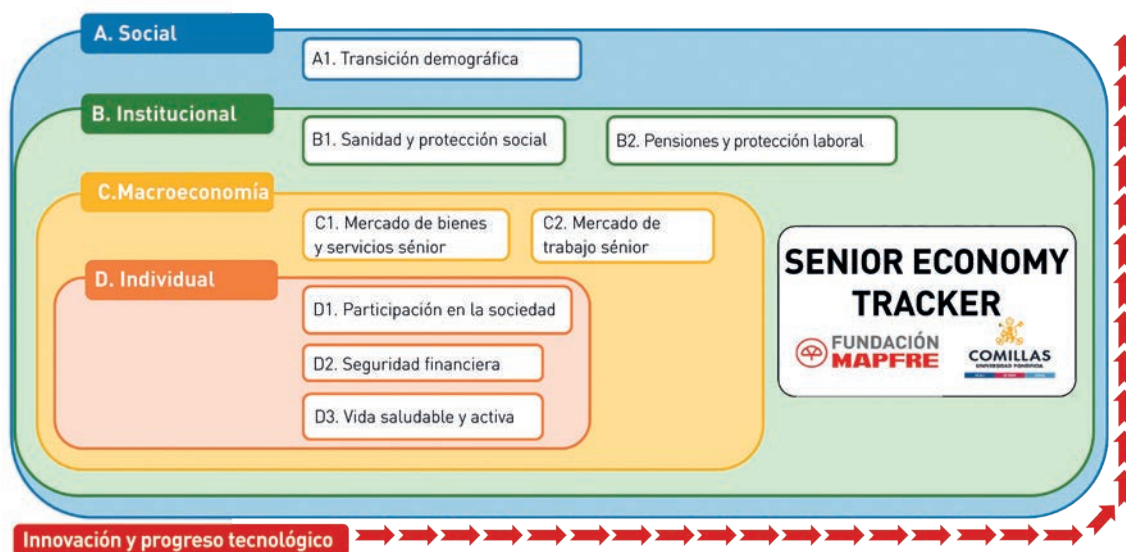 A. Social
A1. Transición demográfica
B. Institucional
B1. Sanidad y protección social
B2. Pensiones y protección laboral
C.Macroeconomía
C1. Mercado de bienes
y servicios sénior
C2. Mercado de
trabajo sénior
D. Individual
D1. Participación en la sociedad
D2. Seguridad financiera
D3. Vida saludable y activa
SENIOR ECONOMY
TRACKER
FUNDACIÓN
MAPFRE
COMILLAS
UNIVERSIDAD PONTIFICIA
Innovación y progreso tecnológico